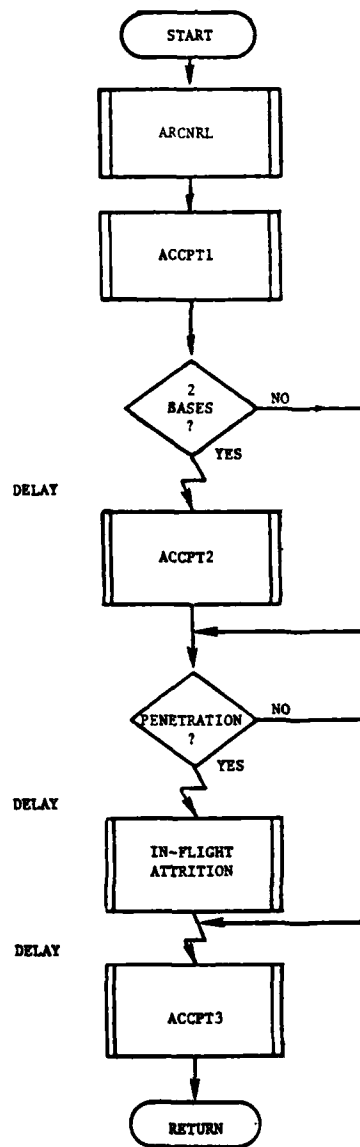 START
ARCNRL
ACCPT1
2
BASES
?
NO
YES
DELAY
ACCPT2
PENETRATION
?
NO
YES
DELAY
IN-FLIGHT
ATTRITION
DELAY
ACCPT3
RETURN